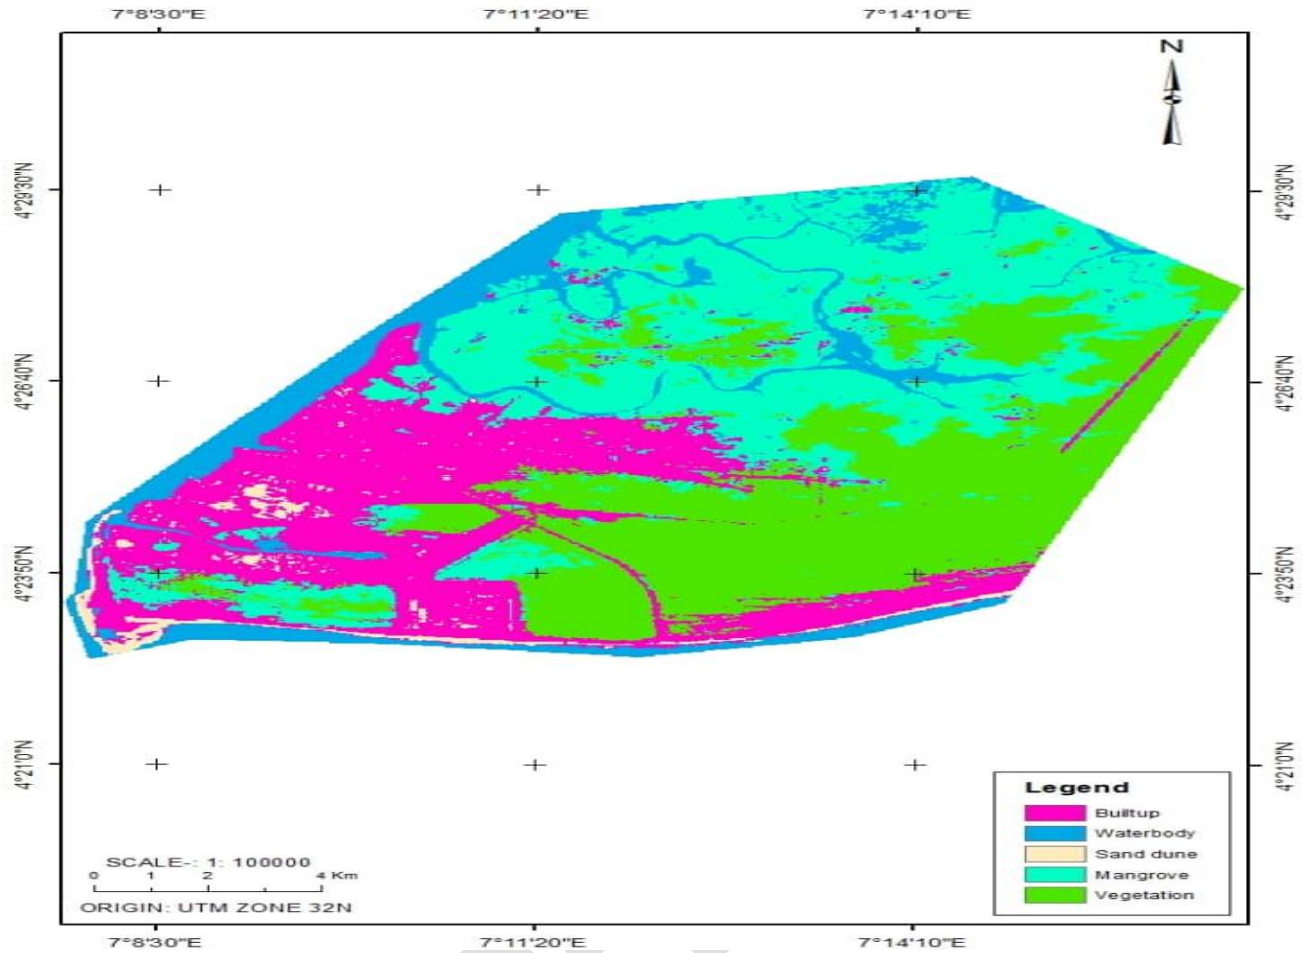 7°8'30"E 7°11'20"E 7°14'10"E
N
4°29'30"N 4°29'30"N
4°26'40"N 4°26'40"N
4°23'50"N 4°23'50"N
4°21'0"N 4°21'0"N
Legend
Builtup
Waterbody
Sand dune
Mangrove
Vegetation
SCALE-: 1: 100000
0 1 2 4 Km
ORIGIN: UTM ZONE 32N
7°8'30"E 7°11'20"E 7°14'10"E